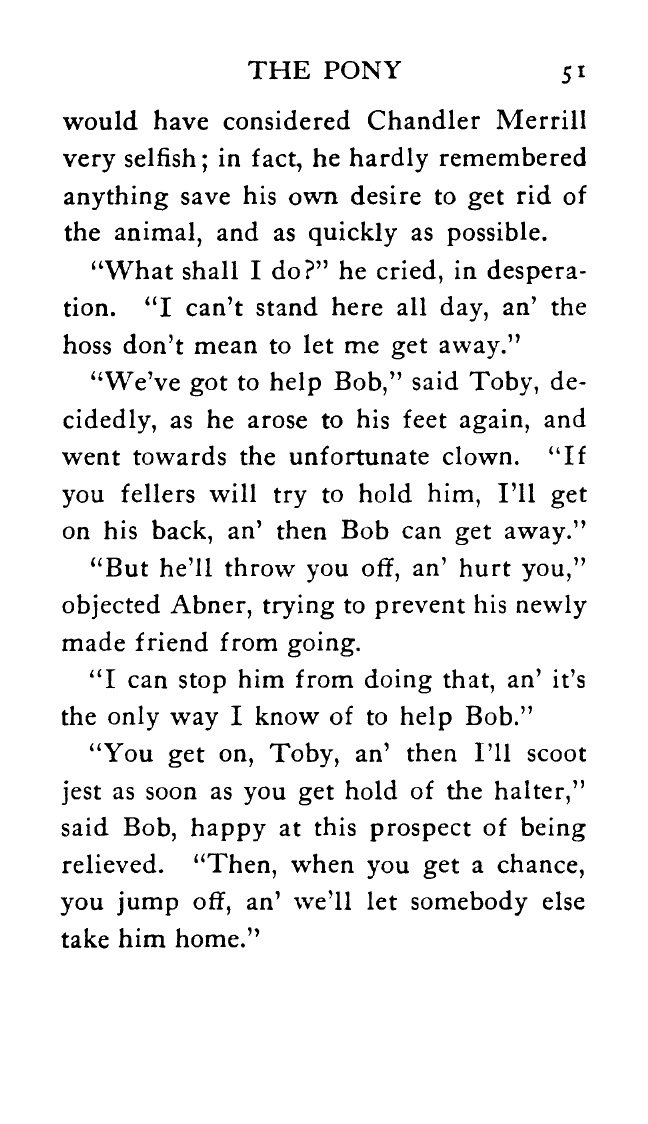 THE PONY 51
would have considered Chandler Merrill
very selfish; in fact, he hardly remembered
anything save his own desire to get rid of
the animal, and as quickly as possible.
“What shall I do?” he cried, in despera-
tion. “I can’t stand here all day, an’ the
hoss don’t mean to let me get away.”
“We’ve got to help Bob,” said Toby, de-
cidedly, as he arose to his feet again, and
went towards the unfortunate clown. “If
you fellers will try to hold him, I’ll get
on his back, an’ then Bob can get away.”
“But he’ll throw you off, an’ hurt you,”
objected Abner, trying to prevent his newly
made friend from going.
“I can stop him from doing that, an’ it’s
the only way I know of to help Bob.”
“You get on, Toby, an’ then I’ll scoot
jest as soon as you get hold of the halter,”
said Bob, happy at this prospect of being
relieved. “Then, when you get a chance,
you jump off, an’ we’ll let somebody else
take him home.”